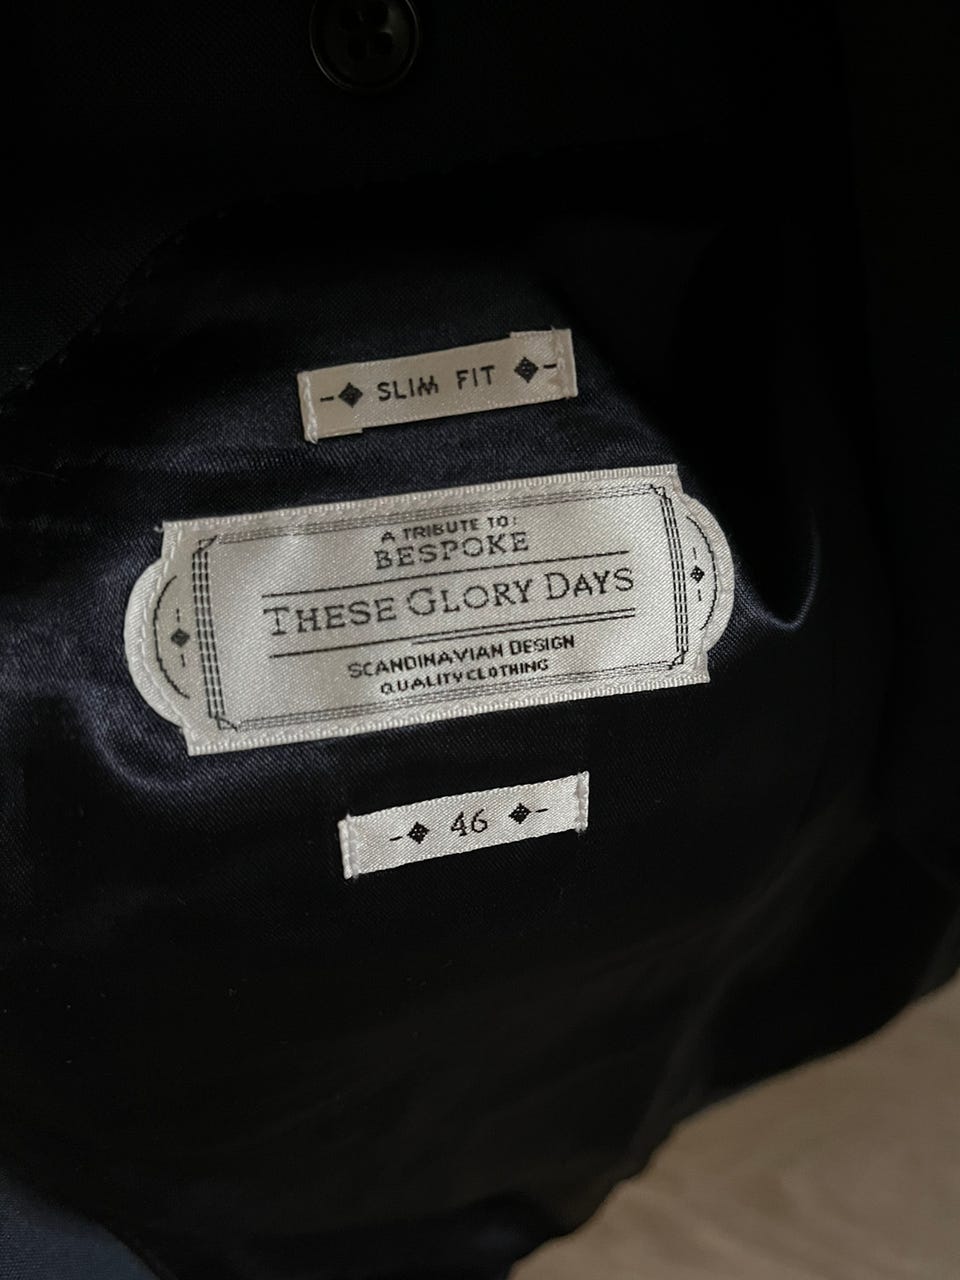 SLIM FIT
A TRIBUTE TO:
BESPOKE
THESE GLORY DAYS
SCANDINAVIAN DESIGN
QUALITY CLOTHING
46